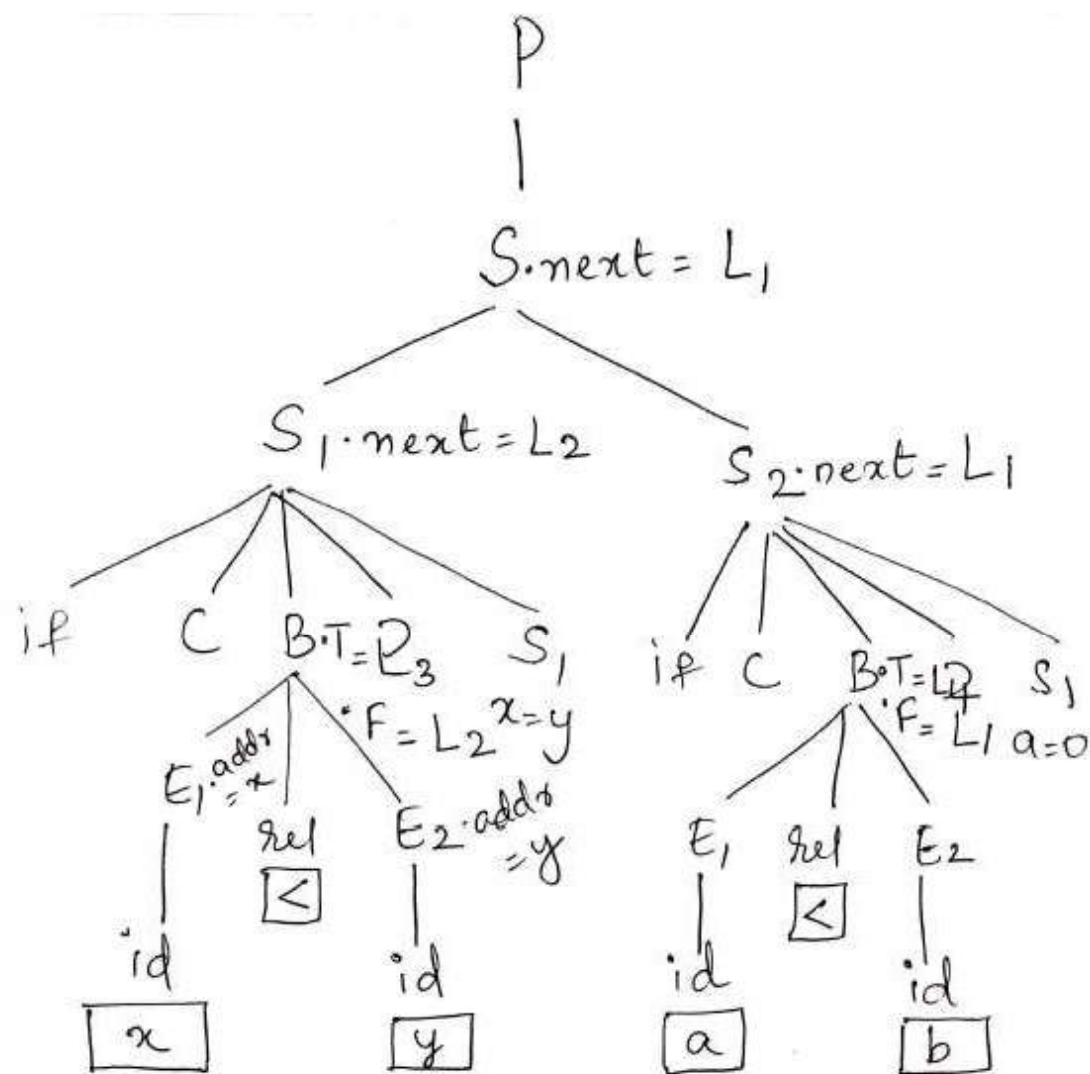 P
S.next = L1
S1.next = L2
S2.next = L1
if C B.T = L3 ) S1
.F = L2 x=y
if C B.T = L4 ) S1
.F = L1 a=0
E1.addr = x
rel
<
E2.addr = y
E1 rel E2
<
id id id id
x y a b